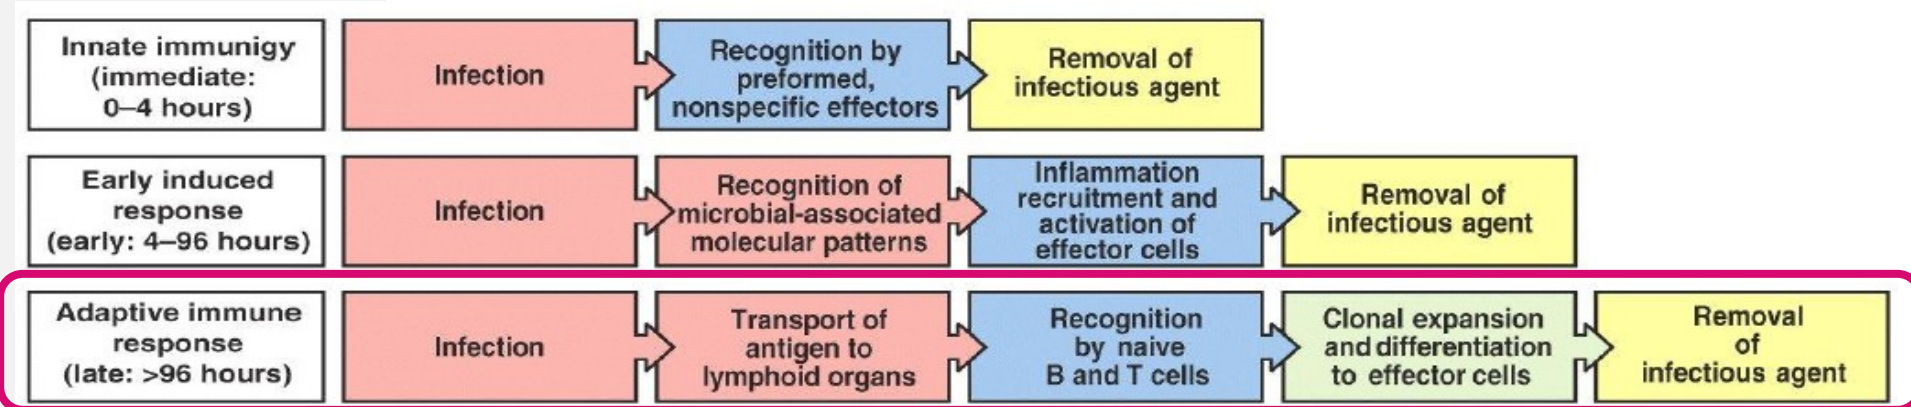 Innate immunigy
(immediate:
0–4 hours)
Infection
Recognition by
preformed,
nonspecific effectors
Removal of
infectious agent
Early induced
response
(early: 4–96 hours)
Infection
Recognition of
microbial-associated
molecular patterns
Inflammation
recruitment and
activation of
effector cells
Removal of
infectious agent
Adaptive immune
response
(late: >96 hours)
Infection
Transport of
antigen to
lymphoid organs
Recognition
by naive
B and T cells
Clonal expansion
and differentiation
to effector cells
Removal
of
infectious agent